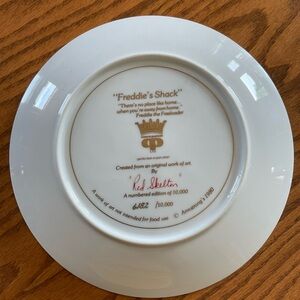 "Freddie's Shack"
"There's no place like home...
when you're away from home"
Freddie the Freeloader
Created from an original work of art
By
Red Skelton
A numbered edition of 10,000
6182 /10,000
A work of art not intended for food use
© Armstrong's 1980